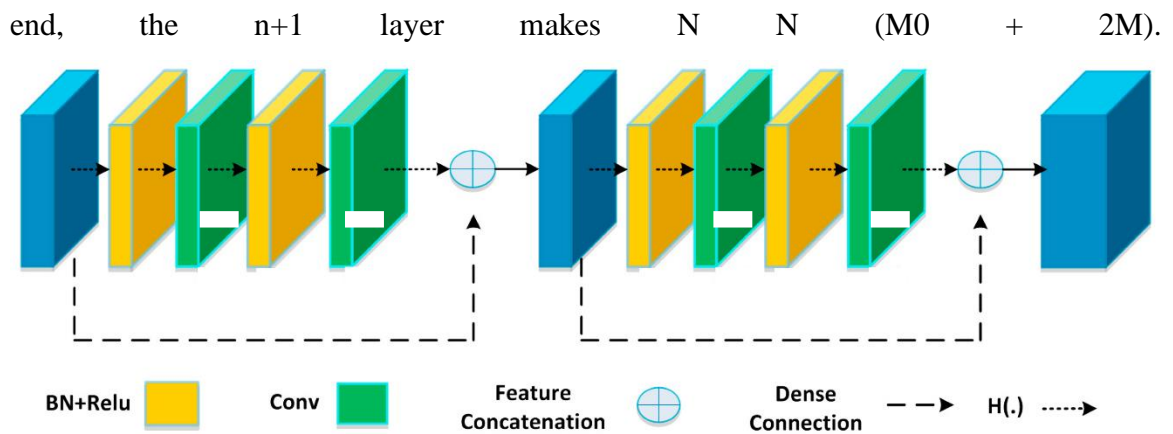 end, the n+1 layer makes N N (M0 + 2M).
BN+Relu
Conv
Feature
Concatenation
Dense
Connection
H(.)